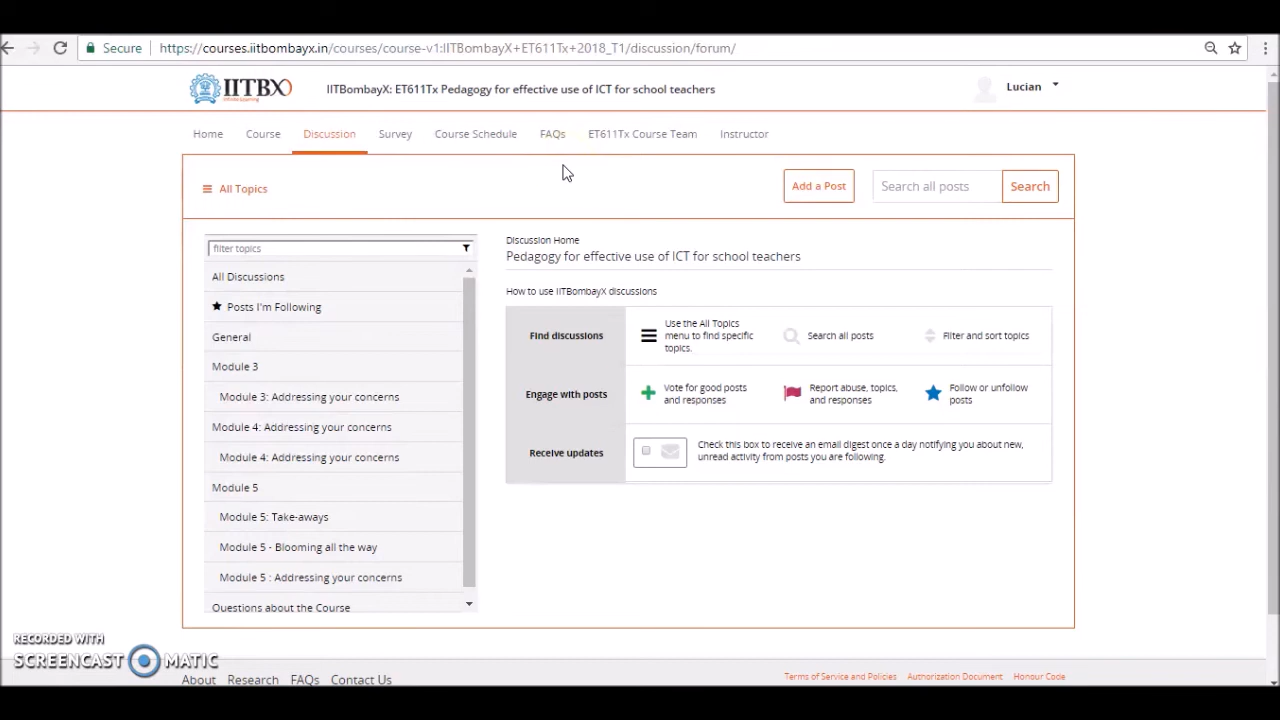 Secure https://courses.iitbombayx.in/courses/course-v1:IITBombayX+ET611Tx+2018_T1/discussion/forum/
IITBX
IITBombayX: ET611Tx Pedagogy for effective use of ICT for school teachers
Lucian
Home Course Discussion Survey Course Schedule FAQs ET611Tx Course Team Instructor
All Topics
Add a Post
Search all posts
Search
filter topics
All Discussions
Posts I'm Following
General
Module 3
Module 3: Addressing your concerns
Module 4: Addressing your concerns
Module 4: Addressing your concerns
Module 5
Module 5: Take-aways
Module 5 - Blooming all the way
Module 5 : Addressing your concerns
Questions about the Course
Discussion Home
Pedagogy for effective use of ICT for school teachers
How to use IITBombayX discussions
Find discussions
Use the All Topics
menu to find specific
topics.
Search all posts
Filter and sort topics
Engage with posts
Vote for good posts
and responses
Report abuse, topics,
and responses
Follow or unfollow
posts
Receive updates
Check this box to receive an email digest once a day notifying you about new,
unread activity from posts you are following.
RECORDED WITH
SCREENCAST MATIC
About Research FAQs Contact Us
Terms of Service and Policies Authorization Document Honour Code